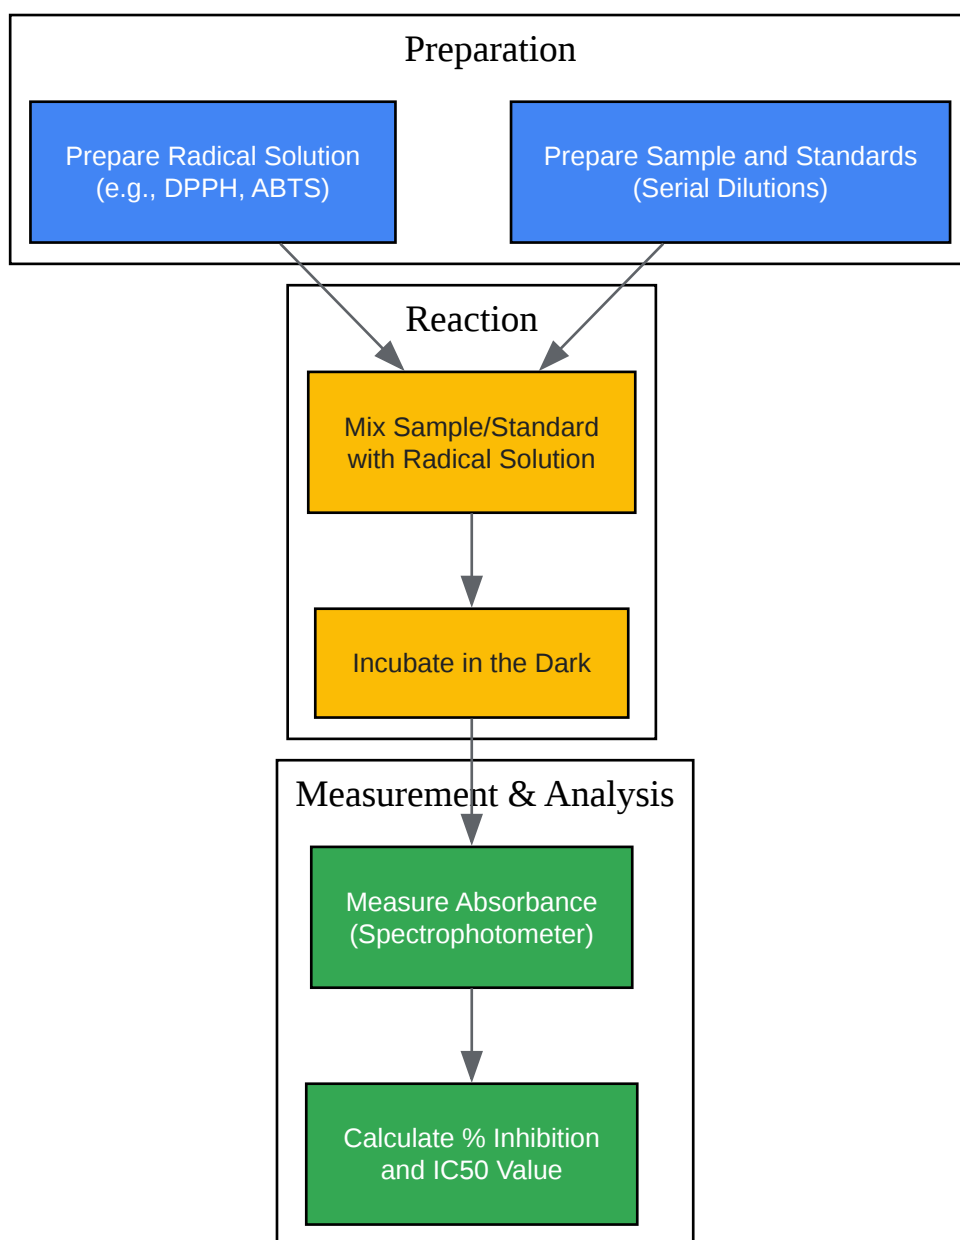 Preparation
Prepare Radical Solution
(e.g., DPPH, ABTS)
Prepare Sample and Standards
(Serial Dilutions)
Reaction
Mix Sample/Standard
with Radical Solution
Incubate in the Dark
Measurement & Analysis
Measure Absorbance
(Spectrophotometer)
Calculate % Inhibition
and IC50 Value